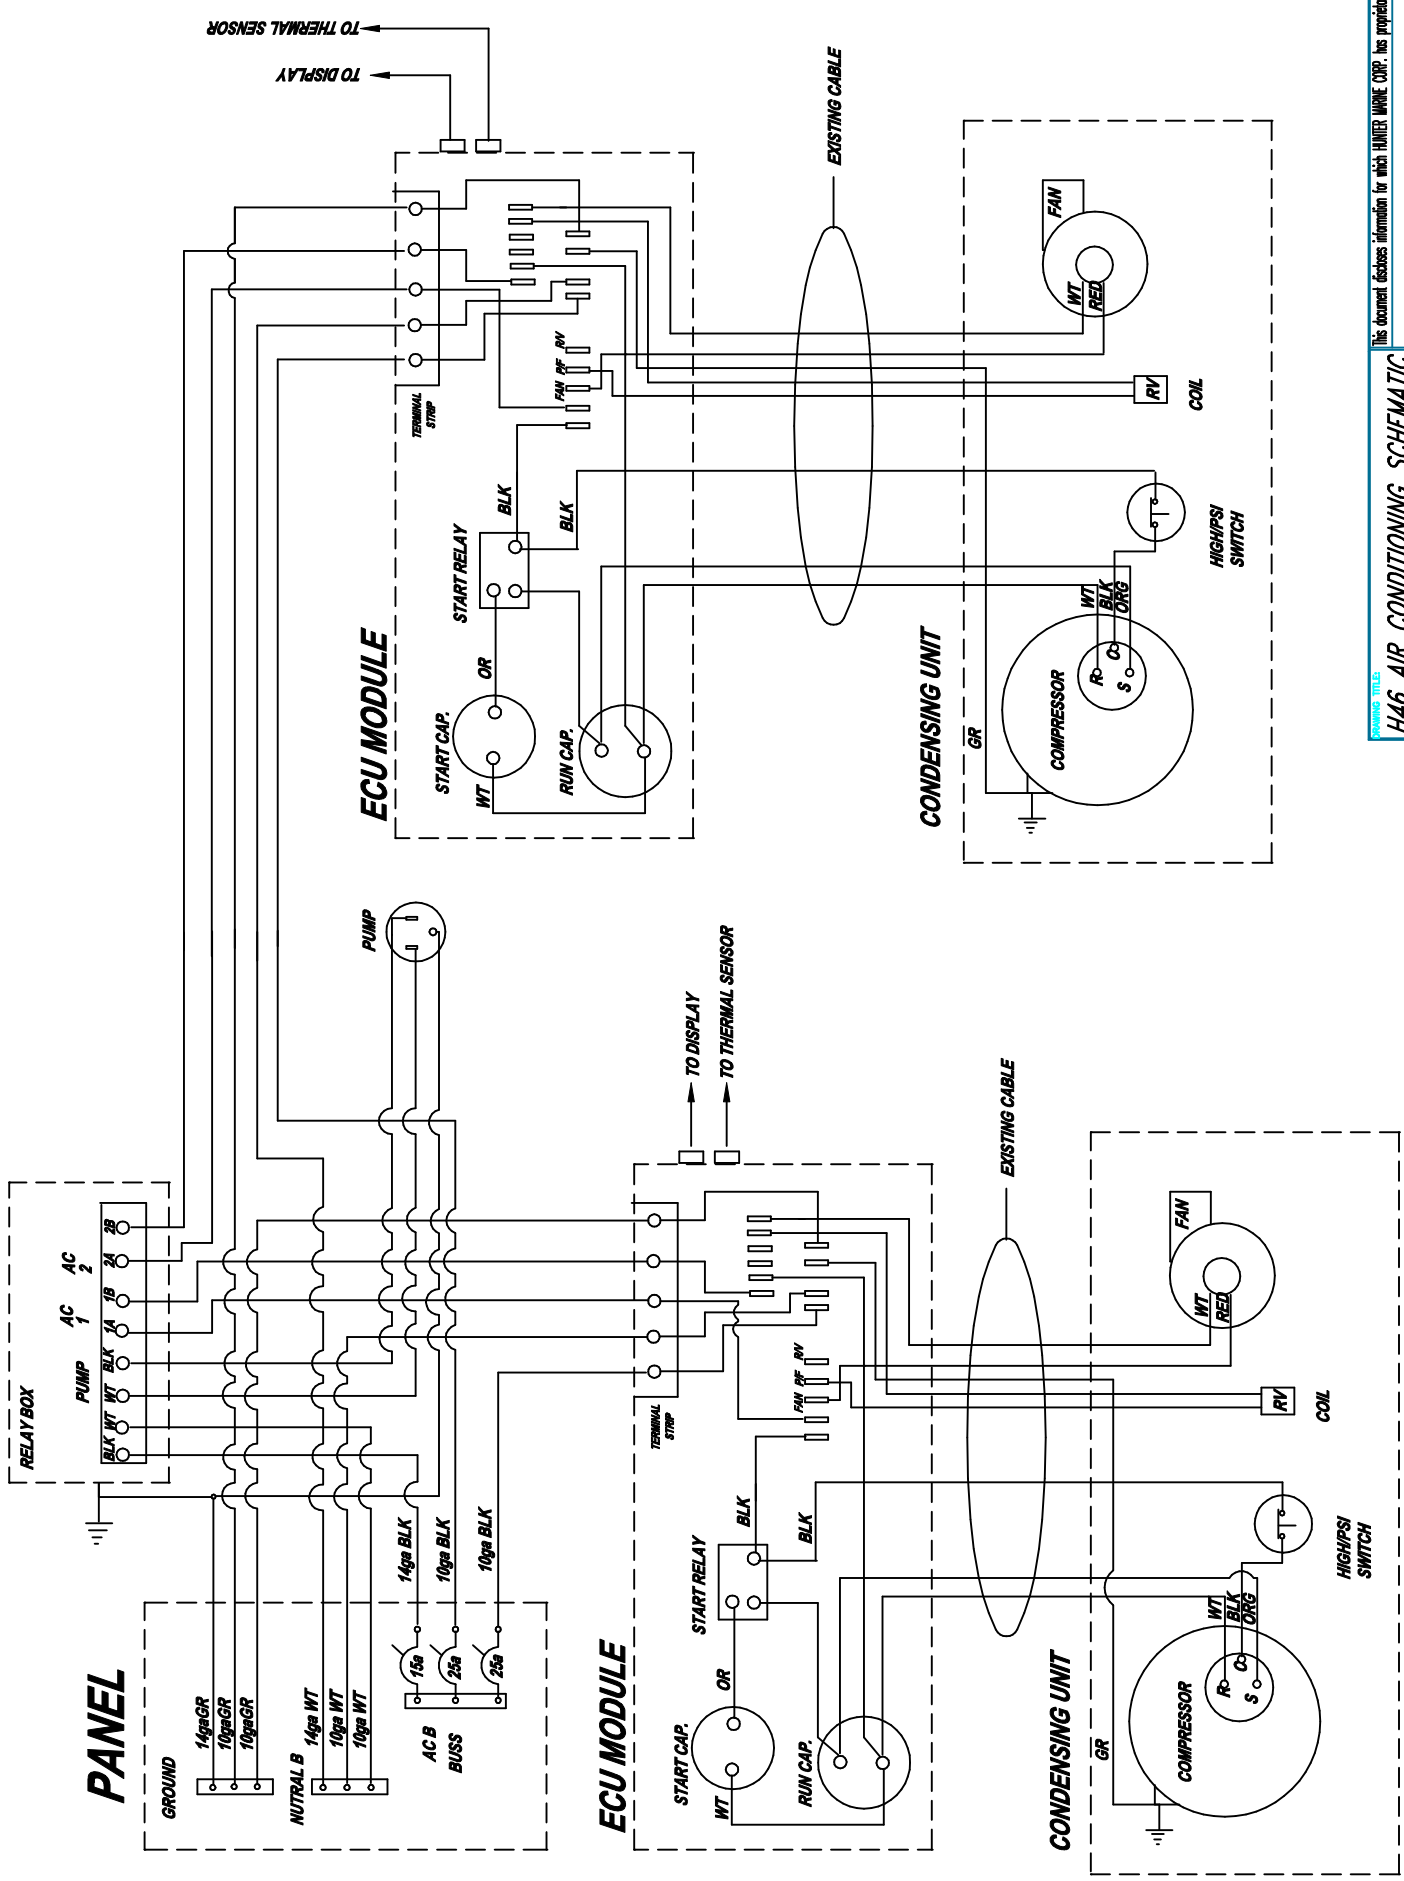 PANEL
GROUND
14gaGR
10gaGR
10gaGR
NUTRAL B
14ga WT
10ga WT
10ga WT
AC B
BUSS
15a
25a
25a
14ga BLK
10ga BLK
10ga BLK
RELAY BOX
BLK
WT
WT
BLK
1A
1B
2A
2B
PUMP
AC
1
AC
2
PUMP
ECU MODULE
START CAP.
WT
OR
RUN CAP.
START RELAY
BLK
BLK
TERMINAL
STRIP
FAN
P/F
R/V
TO DISPLAY
TO THERMAL SENSOR
EXISTING CABLE
CONDENSING UNIT
GR
COMPRESSOR
R
C
S
WT
BLK
ORG
HIGH/PSI
SWITCH
RV
COIL
WT
RED
FAN
ECU MODULE
START CAP.
WT
OR
RUN CAP.
START RELAY
BLK
BLK
TERMINAL
STRIP
FAN
P/F
R/V
TO DISPLAY
TO THERMAL SENSOR
EXISTING CABLE
CONDENSING UNIT
GR
COMPRESSOR
R
C
S
WT
BLK
ORG
HIGH/PSI
SWITCH
RV
COIL
WT
RED
FAN
DRAWING TITLE:
H46 AIR CONDITIONING SCHEMATIC
This document discloses information for which HUNTER MARINE CORP. has